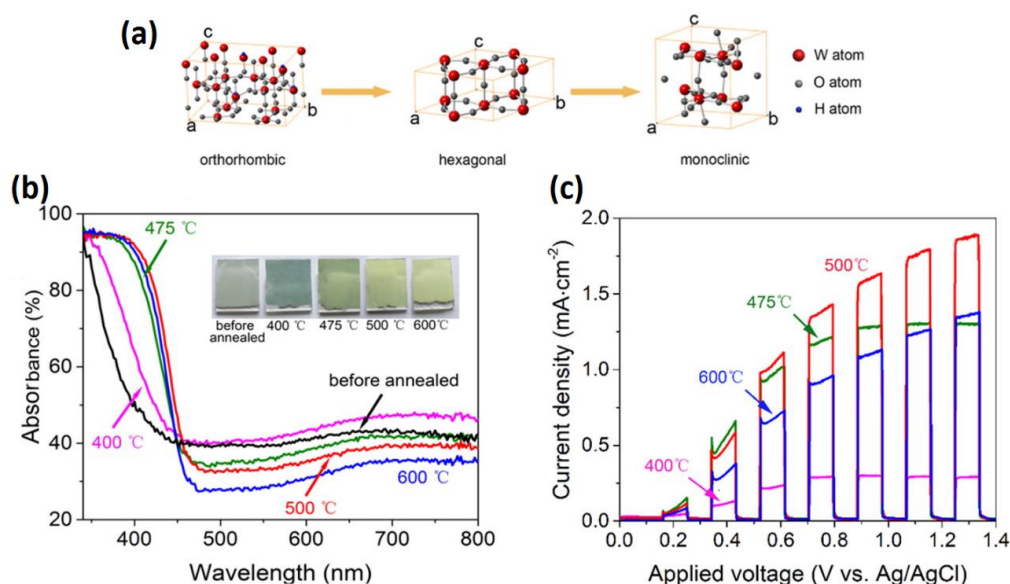 (a)
c
a
b
orthorhombic
c
a
b
hexagonal
c
a
b
monoclinic
W atom
O atom
H atom
(b)
100
80
60
40
20
Absorbance (%)
475 ℃
before
annealed
400 ℃
475 ℃
500 ℃
600℃
before annealed
400 ℃
500 ℃
600 ℃
400
500
600
700
800
Wavelength (nm)
(c)
2.0
1.5
1.0
0.5
0.0
Current density (mA·cm⁻²)
500℃
475℃
600℃
400℃
0.0
0.2
0.4
0.6
0.8
1.0
1.2
1.4
Applied voltage (V vs. Ag/AgCl)